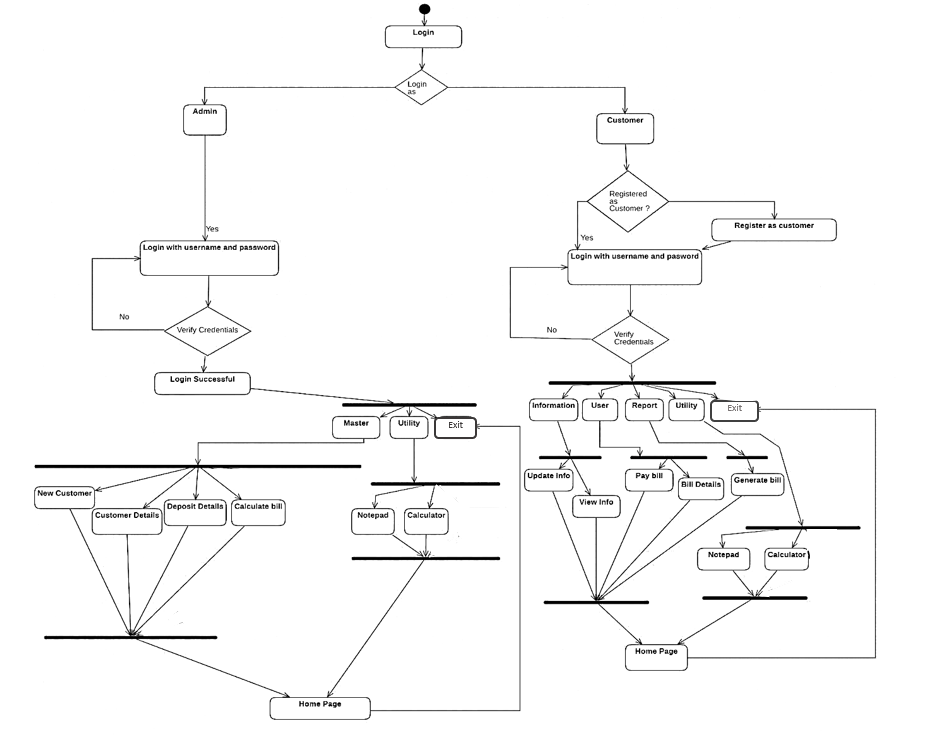 Login
Login
as
Admin
Customer
Registered
as
Customer ?
Yes
Register as customer
Yes
Login with username and password
Login with username and pasword
No
Verify Credentials
No
Verify
Credentials
Login Successful
Master
Utility
Exit
Information
User
Report
Utility
Exit
New Customer
Customer Details
Deposit Details
Calculate bill
Notepad
Calculator
Update Info
View Info
Pay bill
Bill Details
Generate bill
Notepad
Calculator
Home Page
Home Page